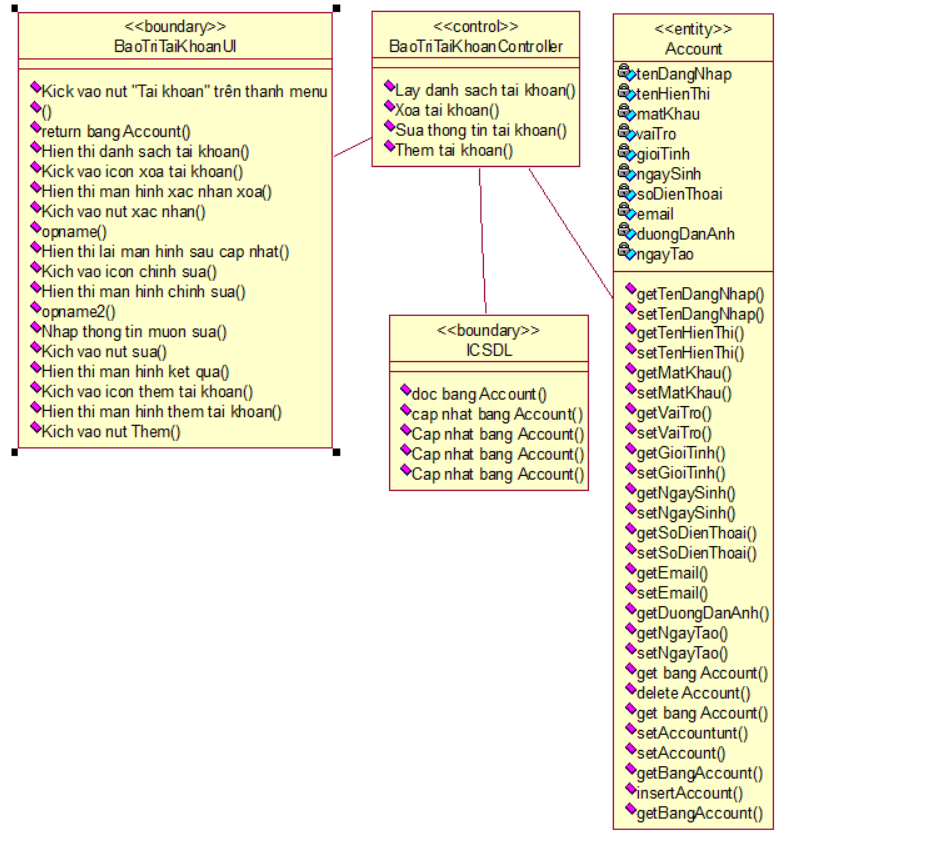 <<boundary>>
BaoTriTaiKhoanUI
Kick vao nut "Tai khoan" trên thanh menu
()
return bang Account()
Hien thi danh sach tai khoan()
Kick vao icon xoa tai khoan()
Hien thi man hinh xac nhan xoa()
Kich vao nut xac nhan()
opname()
Hien thi lai man hinh sau cap nhat()
Kich vao icon chinh sua()
Hien thi man hinh chinh sua()
opname2()
Nhap thong tin muon sua()
Kich vao nut sua()
Hien thi man hinh ket qua()
Kich vao icon them tai khoan()
Hien thi man hinh them tai khoan()
Kich vao nut Them()
<<control>>
BaoTriTaiKhoanController
Lay danh sach tai khoan()
Xoa tai khoan()
Sua thong tin tai khoan()
Them tai khoan()
<<boundary>>
ICSDL
doc bang Account()
cap nhat bang Account()
Cap nhat bang Account()
Cap nhat bang Account()
Cap nhat bang Account()
<<entity>>
Account
tenDangNhap
tenHienThi
matKhau
vaiTro
gioiTinh
ngaySinh
soDienThoai
email
duongDanAnh
ngayTao
getTenDangNhap()
setTenDangNhap()
getTenHienThi()
setTenHienThi()
getMatKhau()
setMatKhau()
getVaiTro()
setVaiTro()
getGioiTinh()
setGioiTinh()
getNgaySinh()
setNgaySinh()
getSoDienThoai()
setSoDienThoai()
getEmail()
setEmail()
getDuongDanAnh()
getNgayTao()
setNgayTao()
get bang Account()
delete Account()
get bang Account()
setAccountunt()
setAccount()
getBangAccount()
insertAccount()
getBangAccount()